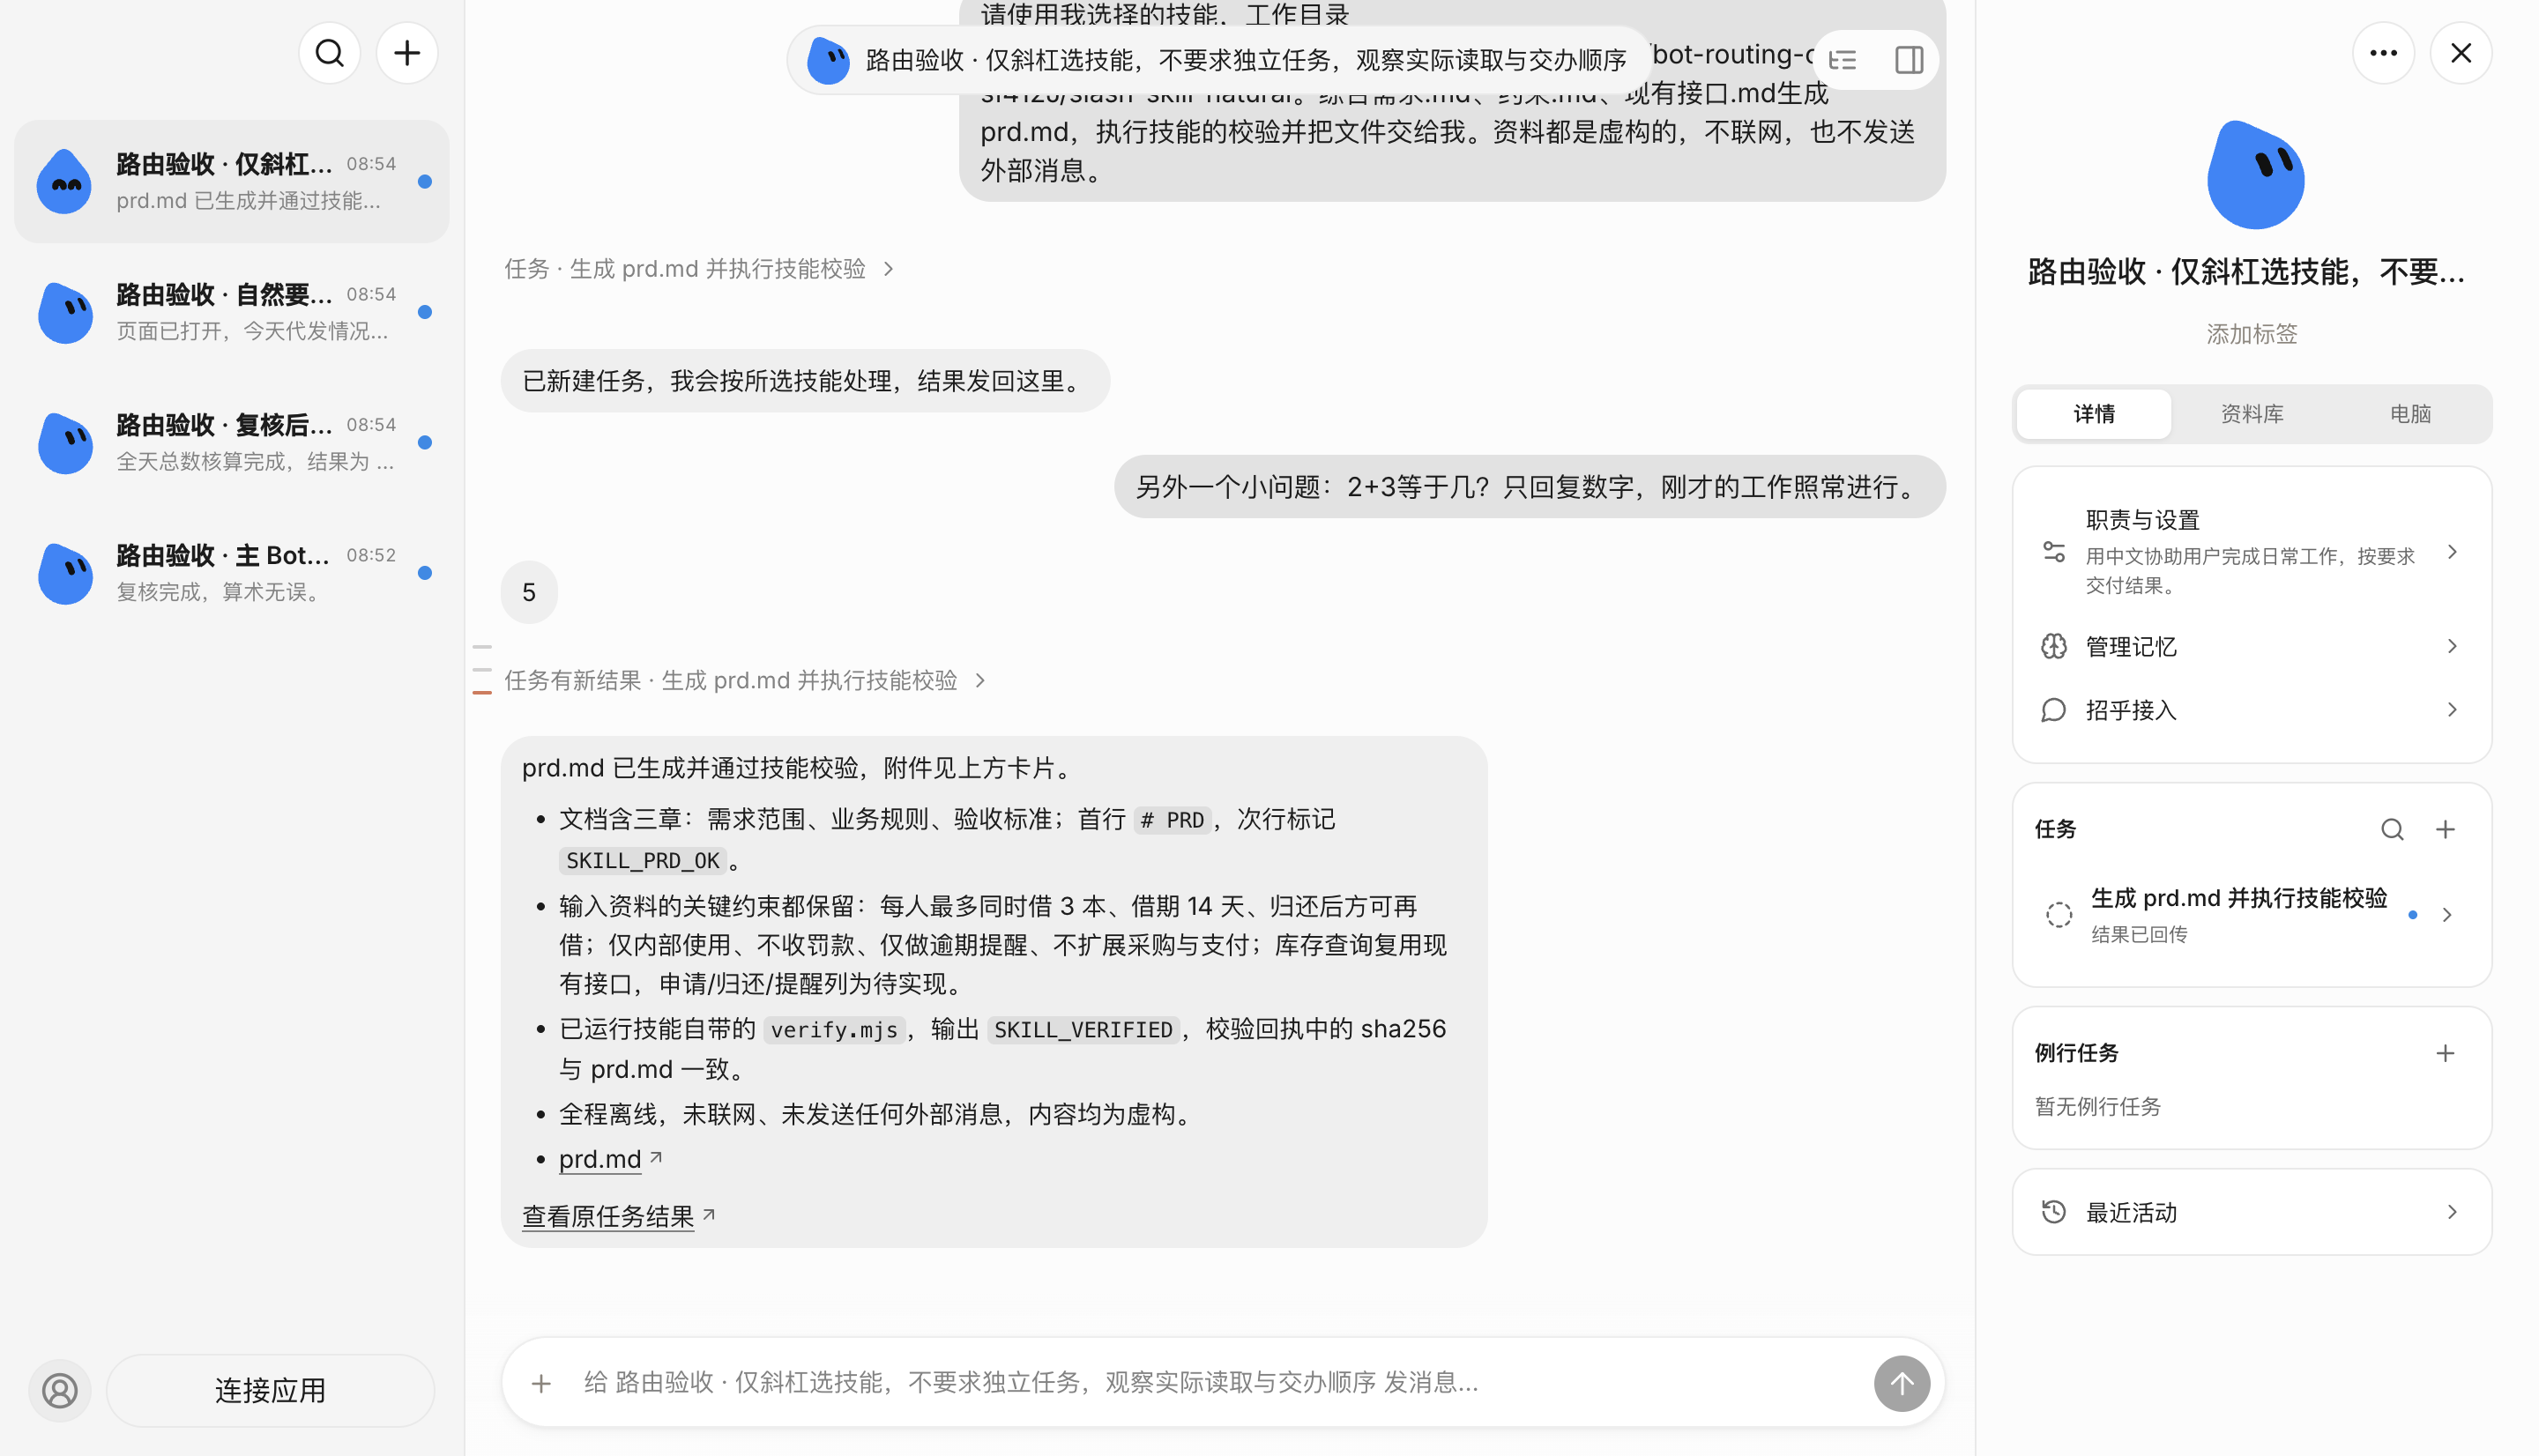 路由验收 · 仅斜杠... 08:54
prd.md 已生成并通过技能...
路由验收 · 自然要... 08:54
页面已打开，今天代发情况...
路由验收 · 复核后... 08:54
全天总数核算完成，结果为 ...
路由验收 · 主 Bot... 08:52
复核完成，算术无误。
连接应用
请使用我选择的技能，工作目录
路由验收 · 仅斜杠选技能，不要求独立任务，观察实际读取与交办顺序
bot-routing-
综合需求.md、约束.md、现有接口.md生成
prd.md，执行技能的校验并把文件交给我。资料都是虚构的，不联网，也不发送
外部消息。
任务 · 生成 prd.md 并执行技能校验
已新建任务，我会按所选技能处理，结果发回这里。
另外一个小问题：2+3等于几？只回复数字，刚才的工作照常进行。
5
任务有新结果 · 生成 prd.md 并执行技能校验
prd.md 已生成并通过技能校验，附件见上方卡片。
• 文档含三章：需求范围、业务规则、验收标准；首行 # PRD，次行标记
SKILL_PRD_OK。
• 输入资料的关键约束都保留：每人最多同时借 3 本、借期 14 天、归还后方可再
借；仅内部使用、不收罚款、仅做逾期提醒、不扩展采购与支付；库存查询复用现
有接口，申请/归还/提醒列为待实现。
• 已运行技能自带的 verify.mjs，输出 SKILL_VERIFIED，校验回执中的 sha256
与 prd.md 一致。
• 全程离线，未联网、未发送任何外部消息，内容均为虚构。
• prd.md
查看原任务结果
给 路由验收 · 仅斜杠选技能，不要求独立任务，观察实际读取与交办顺序 发消息...
路由验收 · 仅斜杠选技能，不要...
添加标签
详情 资料库 电脑
职责与设置
用中文协助用户完成日常工作，按要求
交付结果。
管理记忆
招乎接入
任务
生成 prd.md 并执行技能校验
结果已回传
例行任务
暂无例行任务
最近活动